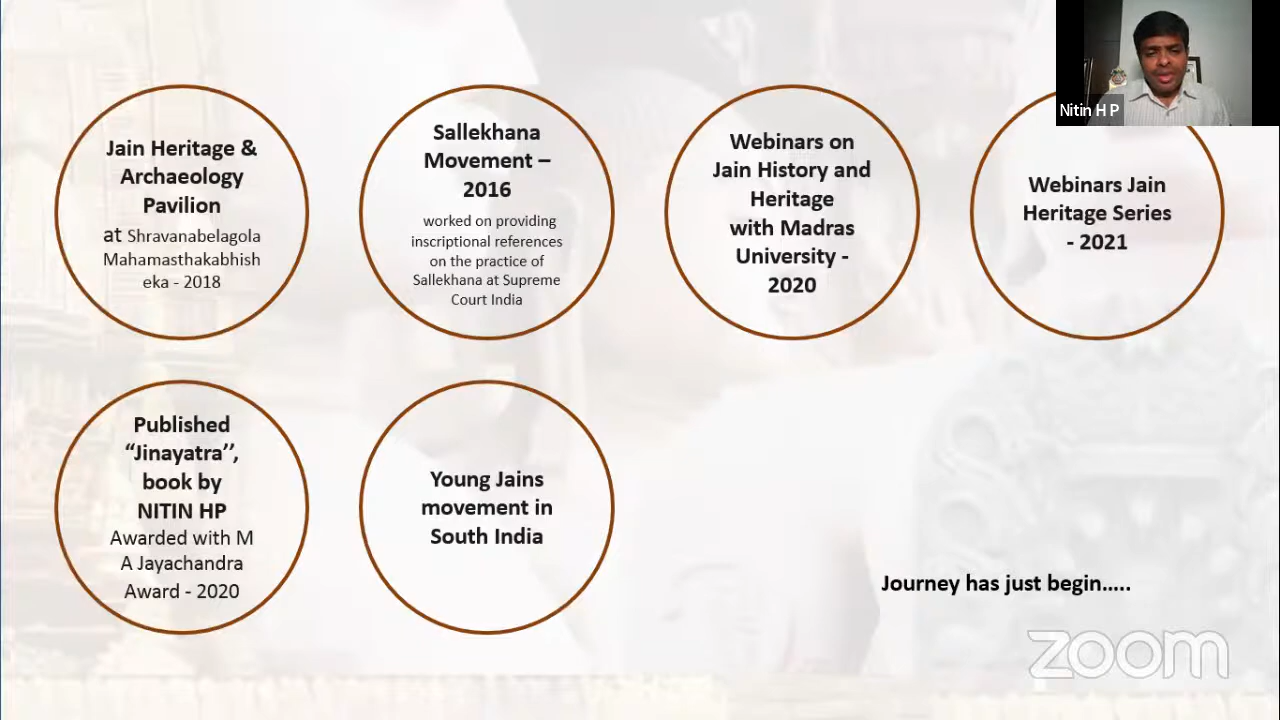 Nitin H P
Jain Heritage &
Archaeology
Pavilion
at Shravanabelagola
Mahamasthakabhish
eka - 2018
Sallekhana
Movement –
2016
worked on providing
inscriptional references
on the practice of
Sallekhana at Supreme
Court India
Webinars on
Jain History and
Heritage
with Madras
University -
2020
Webinars Jain
Heritage Series
- 2021
Published
“Jinayatra’’,
book by
NITIN HP
Awarded with M
A Jayachandra
Award - 2020
Young Jains
movement in
South India
Journey has just begin.....
zoom